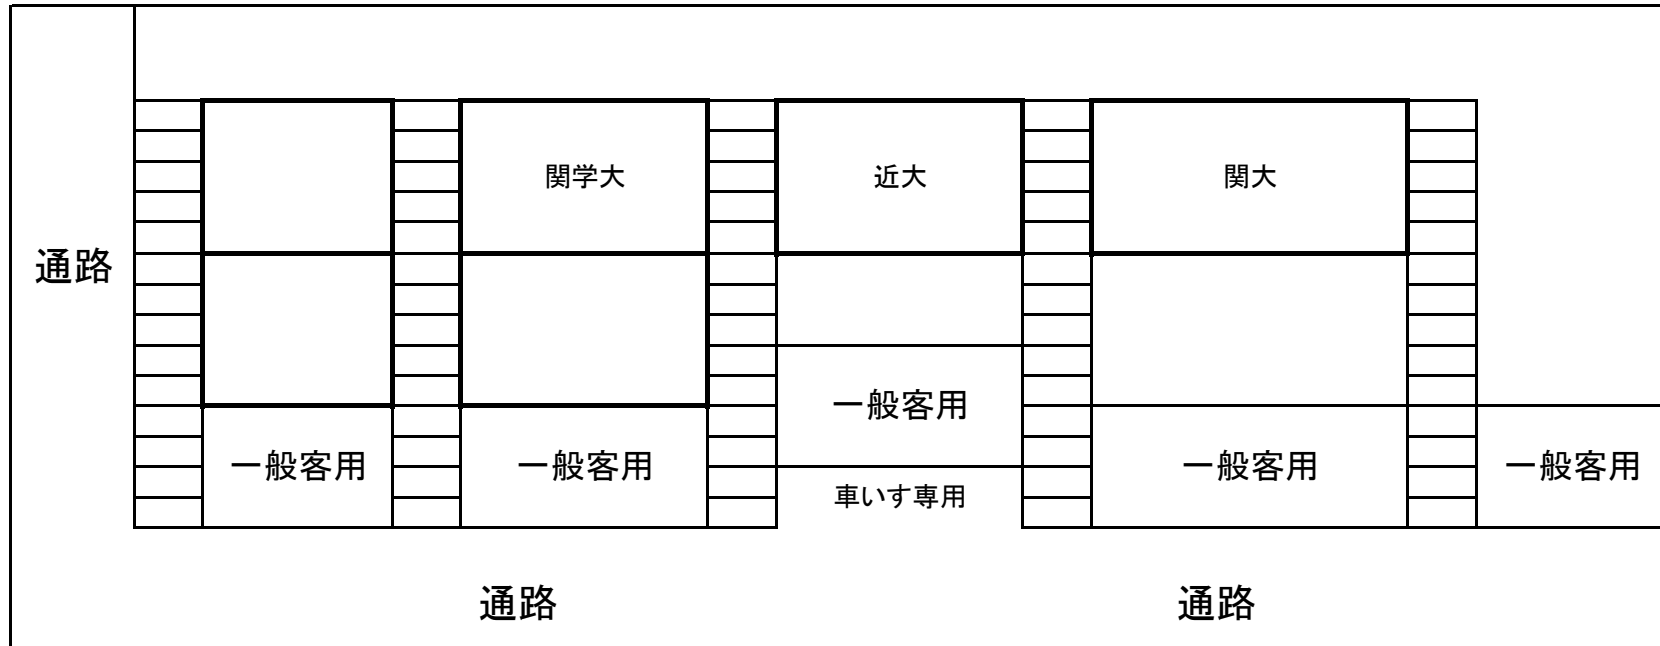 関学大
近大
関大
通路
一般客用
一般客用
一般客用
一般客用
一般客用
車いす専用
通路
通路